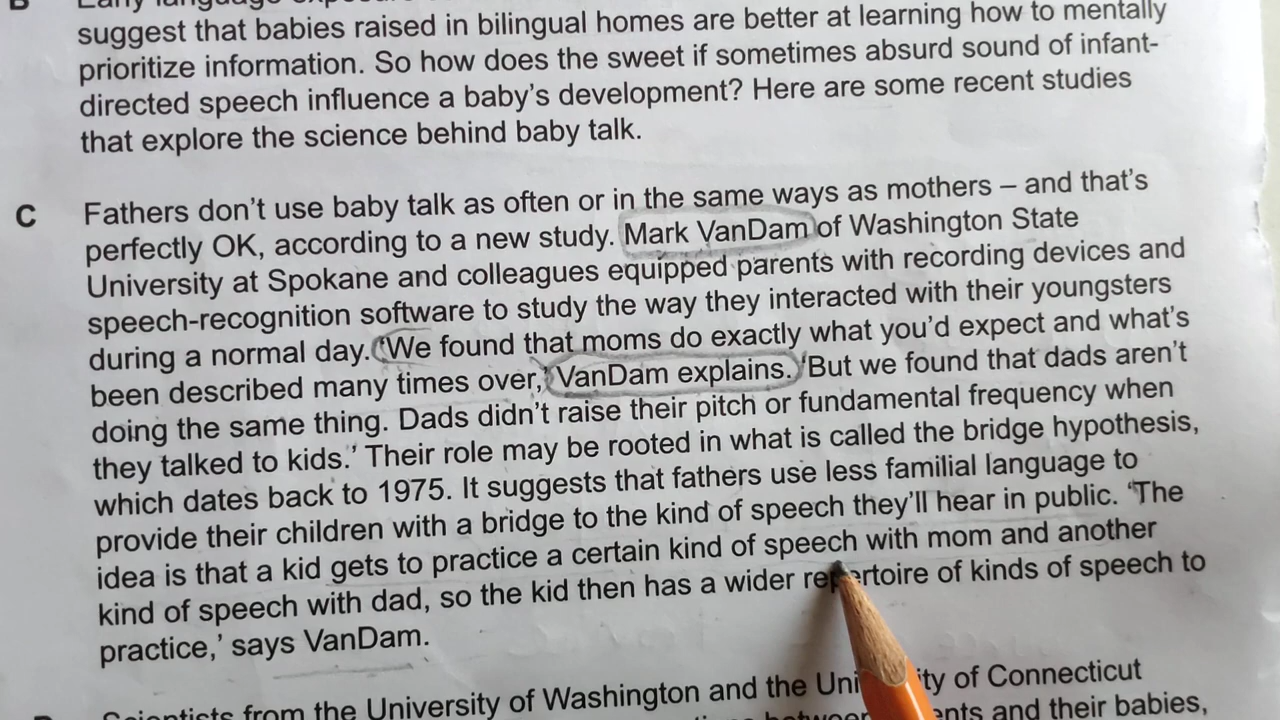 B Early language exposure
suggest that babies raised in bilingual homes are better at learning how to mentally
prioritize information. So how does the sweet if sometimes absurd sound of infant-
directed speech influence a baby's development? Here are some recent studies
that explore the science behind baby talk.
C Fathers don't use baby talk as often or in the same ways as mothers – and that's
perfectly OK, according to a new study. Mark VanDam of Washington State
University at Spokane and colleagues equipped parents with recording devices and
speech-recognition software to study the way they interacted with their youngsters
during a normal day. 'We found that moms do exactly what you'd expect and what's
been described many times over,' VanDam explains. 'But we found that dads aren't
doing the same thing. Dads didn't raise their pitch or fundamental frequency when
they talked to kids.' Their role may be rooted in what is called the bridge hypothesis,
which dates back to 1975. It suggests that fathers use less familial language to
provide their children with a bridge to the kind of speech they'll hear in public. 'The
idea is that a kid gets to practice a certain kind of speech with mom and another
kind of speech with dad, so the kid then has a wider repertoire of kinds of speech to
practice,' says VanDam.
Scientists from the University of Washington and the University of Connecticut
between parents and their babies,